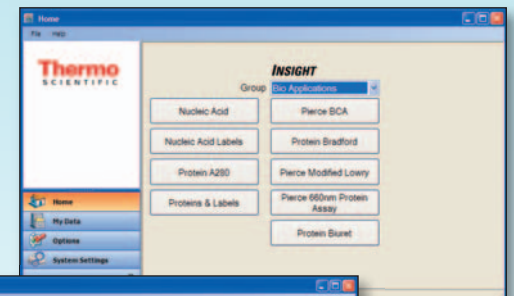 Home
File Help
Thermo
SCIENTIFIC
INSIGHT
Group Bio Applications
Nucleic Acid
Pierce BCA
Nucleic Acid Labels
Protein Bradford
Protein A280
Pierce Modified Lowry
Proteins & Labels
Pierce 660nm Protein
Assay
Protein Biuret
Home
My Data
Options
System Settings